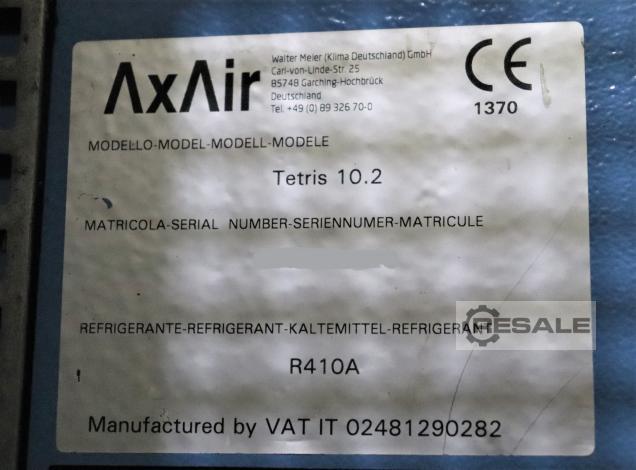 AxAir
Walter Meier (Klima Deutschland) GmbH
Carl-von-Linde-Str. 25
85748 Garching-Hochbrück
Deutschland
Tel. +49 (0) 89 326 70-0
CE
1370
MODELLO-MODEL-MODELL-MODELE
Tetris 10.2
MATRICOLA-SERIAL NUMBER-SERIENNUMER-MATRICULE
REFRIGERANTE-REFRIGERANT-KALTEMITTEL-REFRIGERANT
RESALE
R410A
Manufactured by VAT IT 02481290282